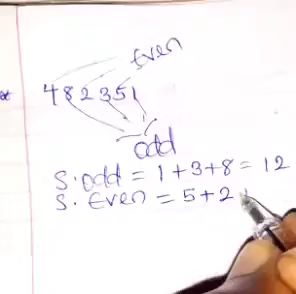 Even
482351
odd
S. odd = 1+3+8 = 12
S. Even = 5+2